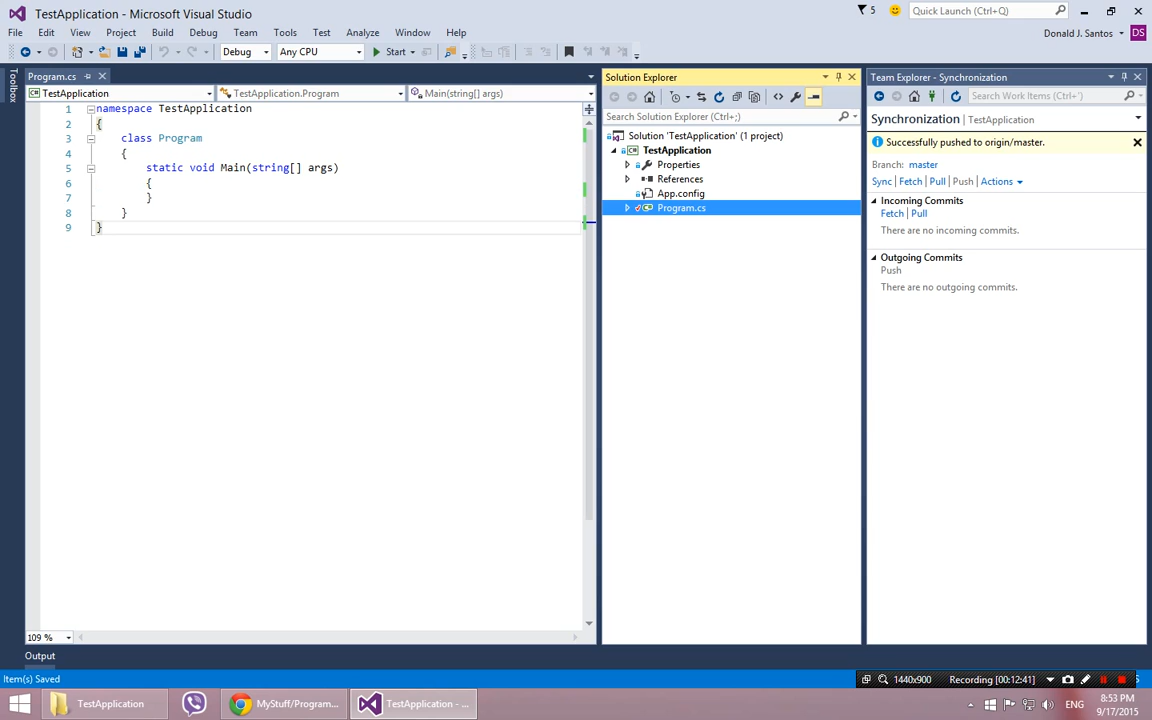 TestApplication - Microsoft Visual Studio
5
Quick Launch (Ctrl+Q)
File Edit View Project Build Debug Team Tools Test Analyze Window Help
Donald J. Santos
DS
Debug
Any CPU
Start
Toolbox
Program.cs
TestApplication
TestApplication.Program
Main(string[] args)
1 namespace TestApplication
2 {
3 class Program
4 {
5 static void Main(string[] args)
6 {
7 }
8 }
9 }
109 %
Solution Explorer
Search Solution Explorer (Ctrl+;)
Solution 'TestApplication' (1 project)
TestApplication
Properties
References
App.config
Program.cs
Team Explorer - Synchronization
Search Work Items (Ctrl+')
Synchronization | TestApplication
Successfully pushed to origin/master.
Branch: master
Sync | Fetch | Pull | Push | Actions
Incoming Commits
Fetch | Pull
There are no incoming commits.
Outgoing Commits
Push
There are no outgoing commits.
Output
Item(s) Saved
1440x900
Recording [00:12:41]
TestApplication
MyStuff/Program...
TestApplication - ...
ENG
8:53 PM
9/17/2015